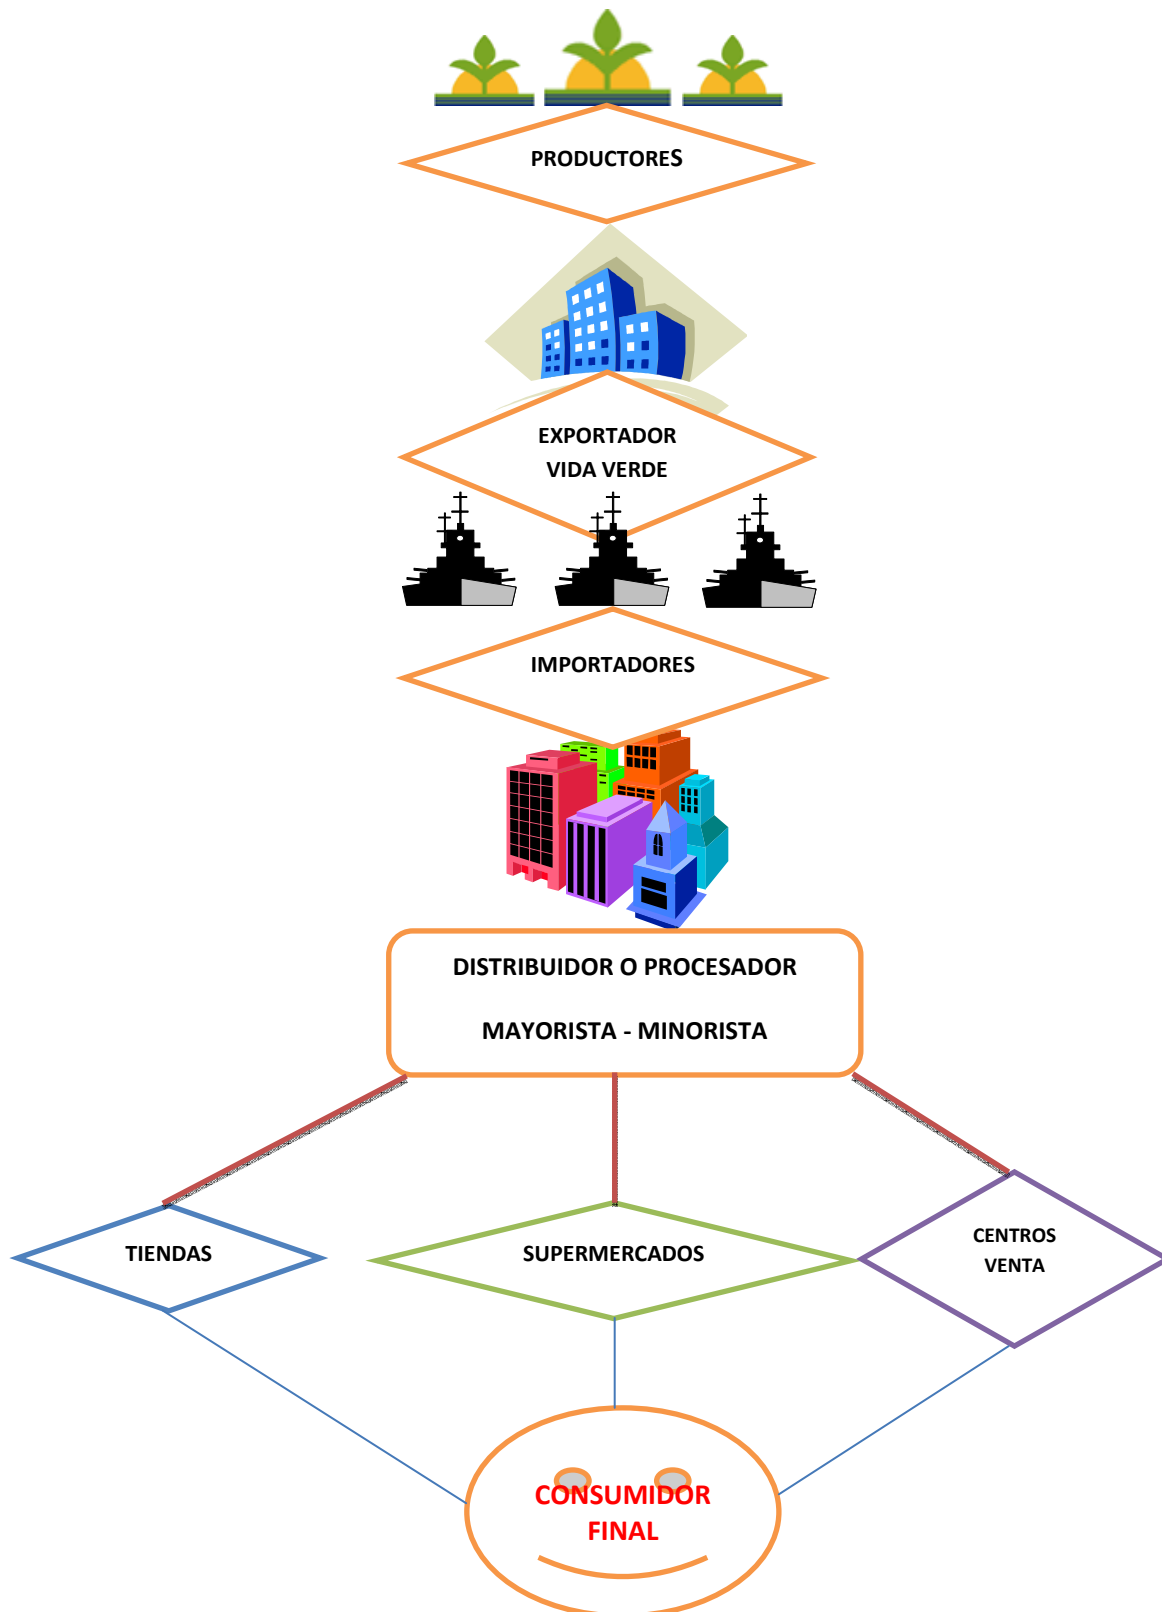 PRODUCTORES
EXPORTADOR
VIDA VERDE
IMPORTADORES
DISTRIBUIDOR O PROCESADOR
MAYORISTA - MINORISTA
TIENDAS
SUPERMERCADOS
CENTROS
VENTA
CONSUMIDOR
FINAL